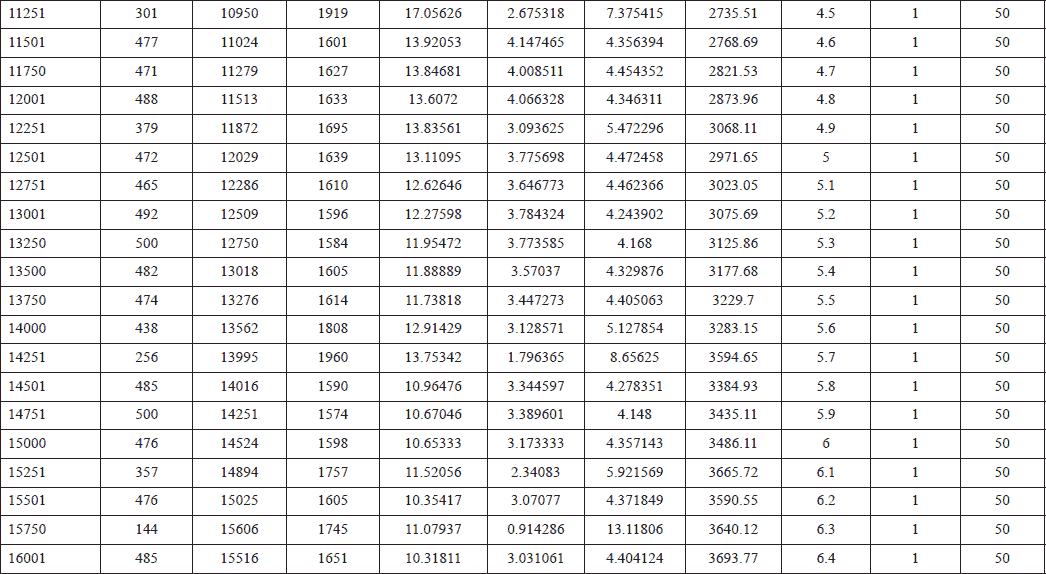 11251 301 10950 1919 17.05626 2.675318 7.375415 2735.51 4.5 1 50
11501 477 11024 1601 13.92053 4.147465 4.356394 2768.69 4.6 1 50
11750 471 11279 1627 13.84681 4.008511 4.454352 2821.53 4.7 1 50
12001 488 11513 1633 13.6072 4.066328 4.346311 2873.96 4.8 1 50
12251 379 11872 1695 13.83561 3.093625 5.472296 3068.11 4.9 1 50
12501 472 12029 1639 13.11095 3.775698 4.472458 2971.65 5 1 50
12751 465 12286 1610 12.62646 3.646773 4.462366 3023.05 5.1 1 50
13001 492 12509 1596 12.27598 3.784324 4.243902 3075.69 5.2 1 50
13250 500 12750 1584 11.95472 3.773585 4.168 3125.86 5.3 1 50
13500 482 13018 1605 11.88889 3.57037 4.329876 3177.68 5.4 1 50
13750 474 13276 1614 11.73818 3.447273 4.405063 3229.7 5.5 1 50
14000 438 13562 1808 12.91429 3.128571 5.127854 3283.15 5.6 1 50
14251 256 13995 1960 13.75342 1.796365 8.65625 3594.65 5.7 1 50
14501 485 14016 1590 10.96476 3.344597 4.278351 3384.93 5.8 1 50
14751 500 14251 1574 10.67046 3.389601 4.148 3435.11 5.9 1 50
15000 476 14524 1598 10.65333 3.173333 4.357143 3486.11 6 1 50
15251 357 14894 1757 11.52056 2.34083 5.921569 3665.72 6.1 1 50
15501 476 15025 1605 10.35417 3.07077 4.371849 3590.55 6.2 1 50
15750 144 15606 1745 11.07937 0.914286 13.11806 3640.12 6.3 1 50
16001 485 15516 1651 10.31811 3.031061 4.404124 3693.77 6.4 1 50